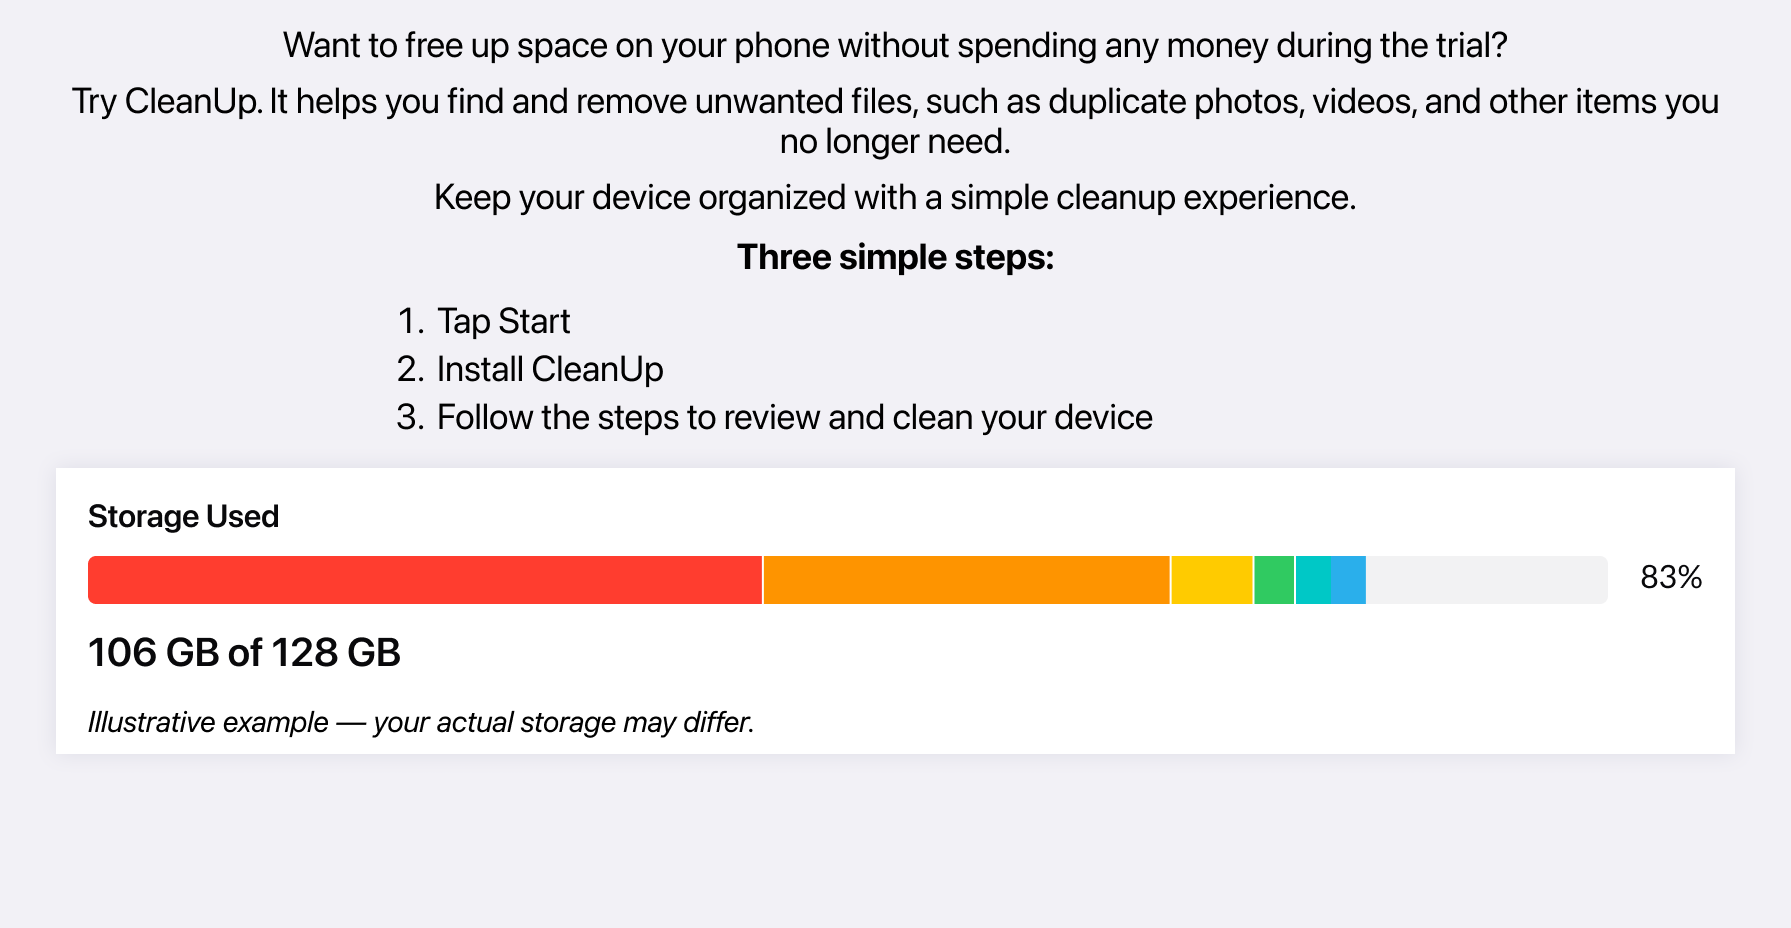 Want to free up space on your phone without spending any money during the trial?
Try CleanUp. It helps you find and remove unwanted files, such as duplicate photos, videos, and other items you
no longer need.
Keep your device organized with a simple cleanup experience.
Three simple steps:
1. Tap Start
2. Install CleanUp
3. Follow the steps to review and clean your device
Storage Used
83%
106 GB of 128 GB
Illustrative example — your actual storage may differ.